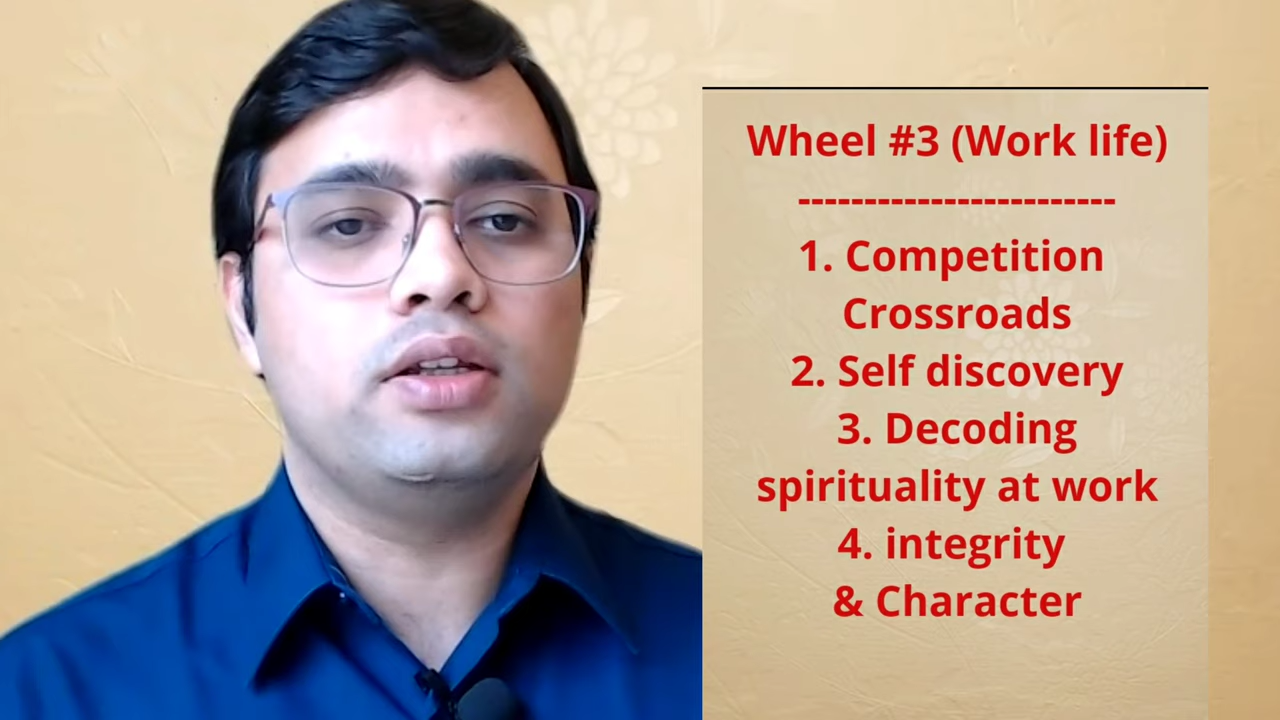 Wheel #3 (Work life)
------------------------
1. Competition
Crossroads
2. Self discovery
3. Decoding
spirituality at work
4. integrity
& Character